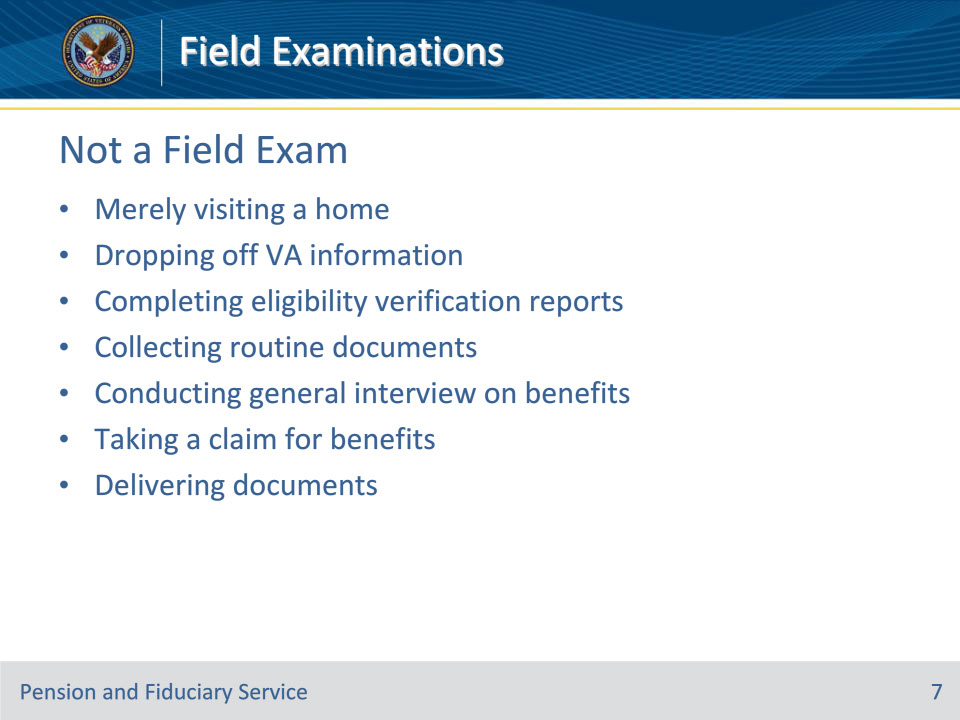 Field Examinations
Not a Field Exam
• Merely visiting a home
• Dropping off VA information
• Completing eligibility verification reports
• Collecting routine documents
• Conducting general interview on benefits
• Taking a claim for benefits
• Delivering documents
Pension and Fiduciary Service
7